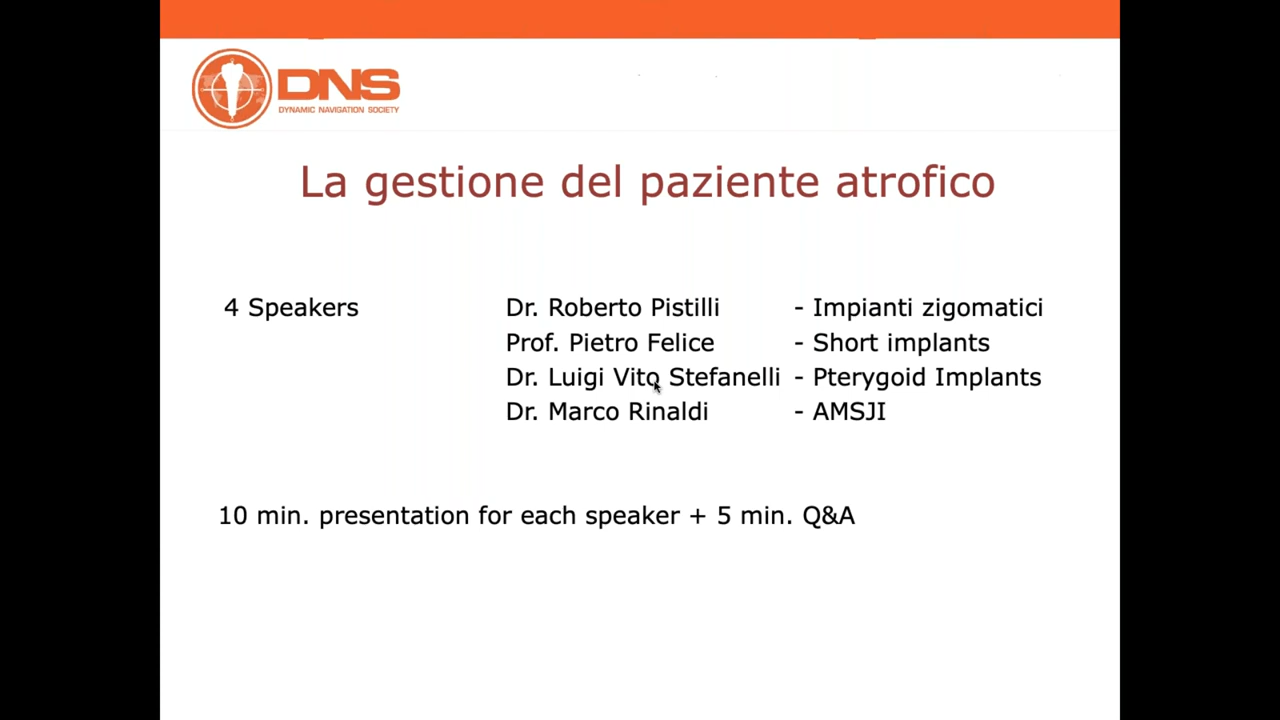 DNS
DYNAMIC NAVIGATION SOCIETY
La gestione del paziente atrofico
4 Speakers Dr. Roberto Pistilli - Impianti zigomatici
Prof. Pietro Felice - Short implants
Dr. Luigi Vito Stefanelli - Pterygoid Implants
Dr. Marco Rinaldi - AMSJI
10 min. presentation for each speaker + 5 min. Q&A